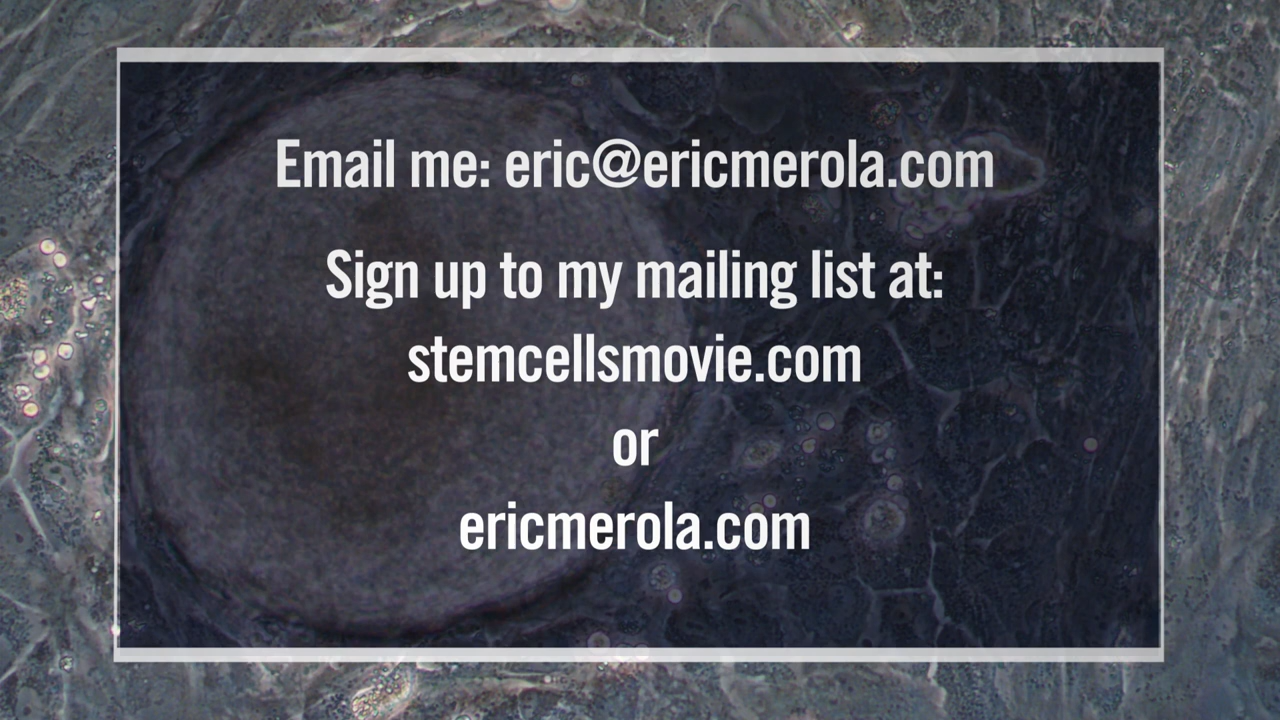 Email me: eric@ericmerola.com
Sign up to my mailing list at:
stemcellsmovie.com
or
ericmerola.com